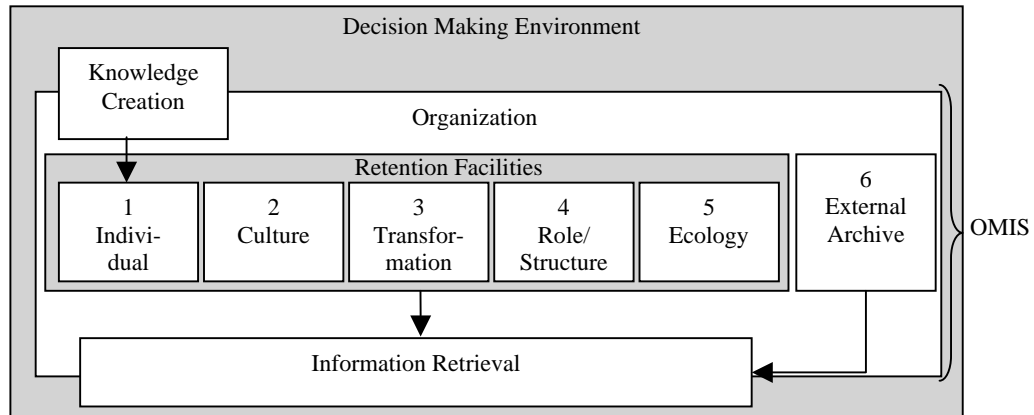 Decision Making Environment
Knowledge
Creation
Organization
Retention Facilities
1
Individ-
dual
2
Culture
3
Transfor-
mation
4
Role/
Structure
5
Ecology
6
External
Archive
OMIS
Information Retrieval